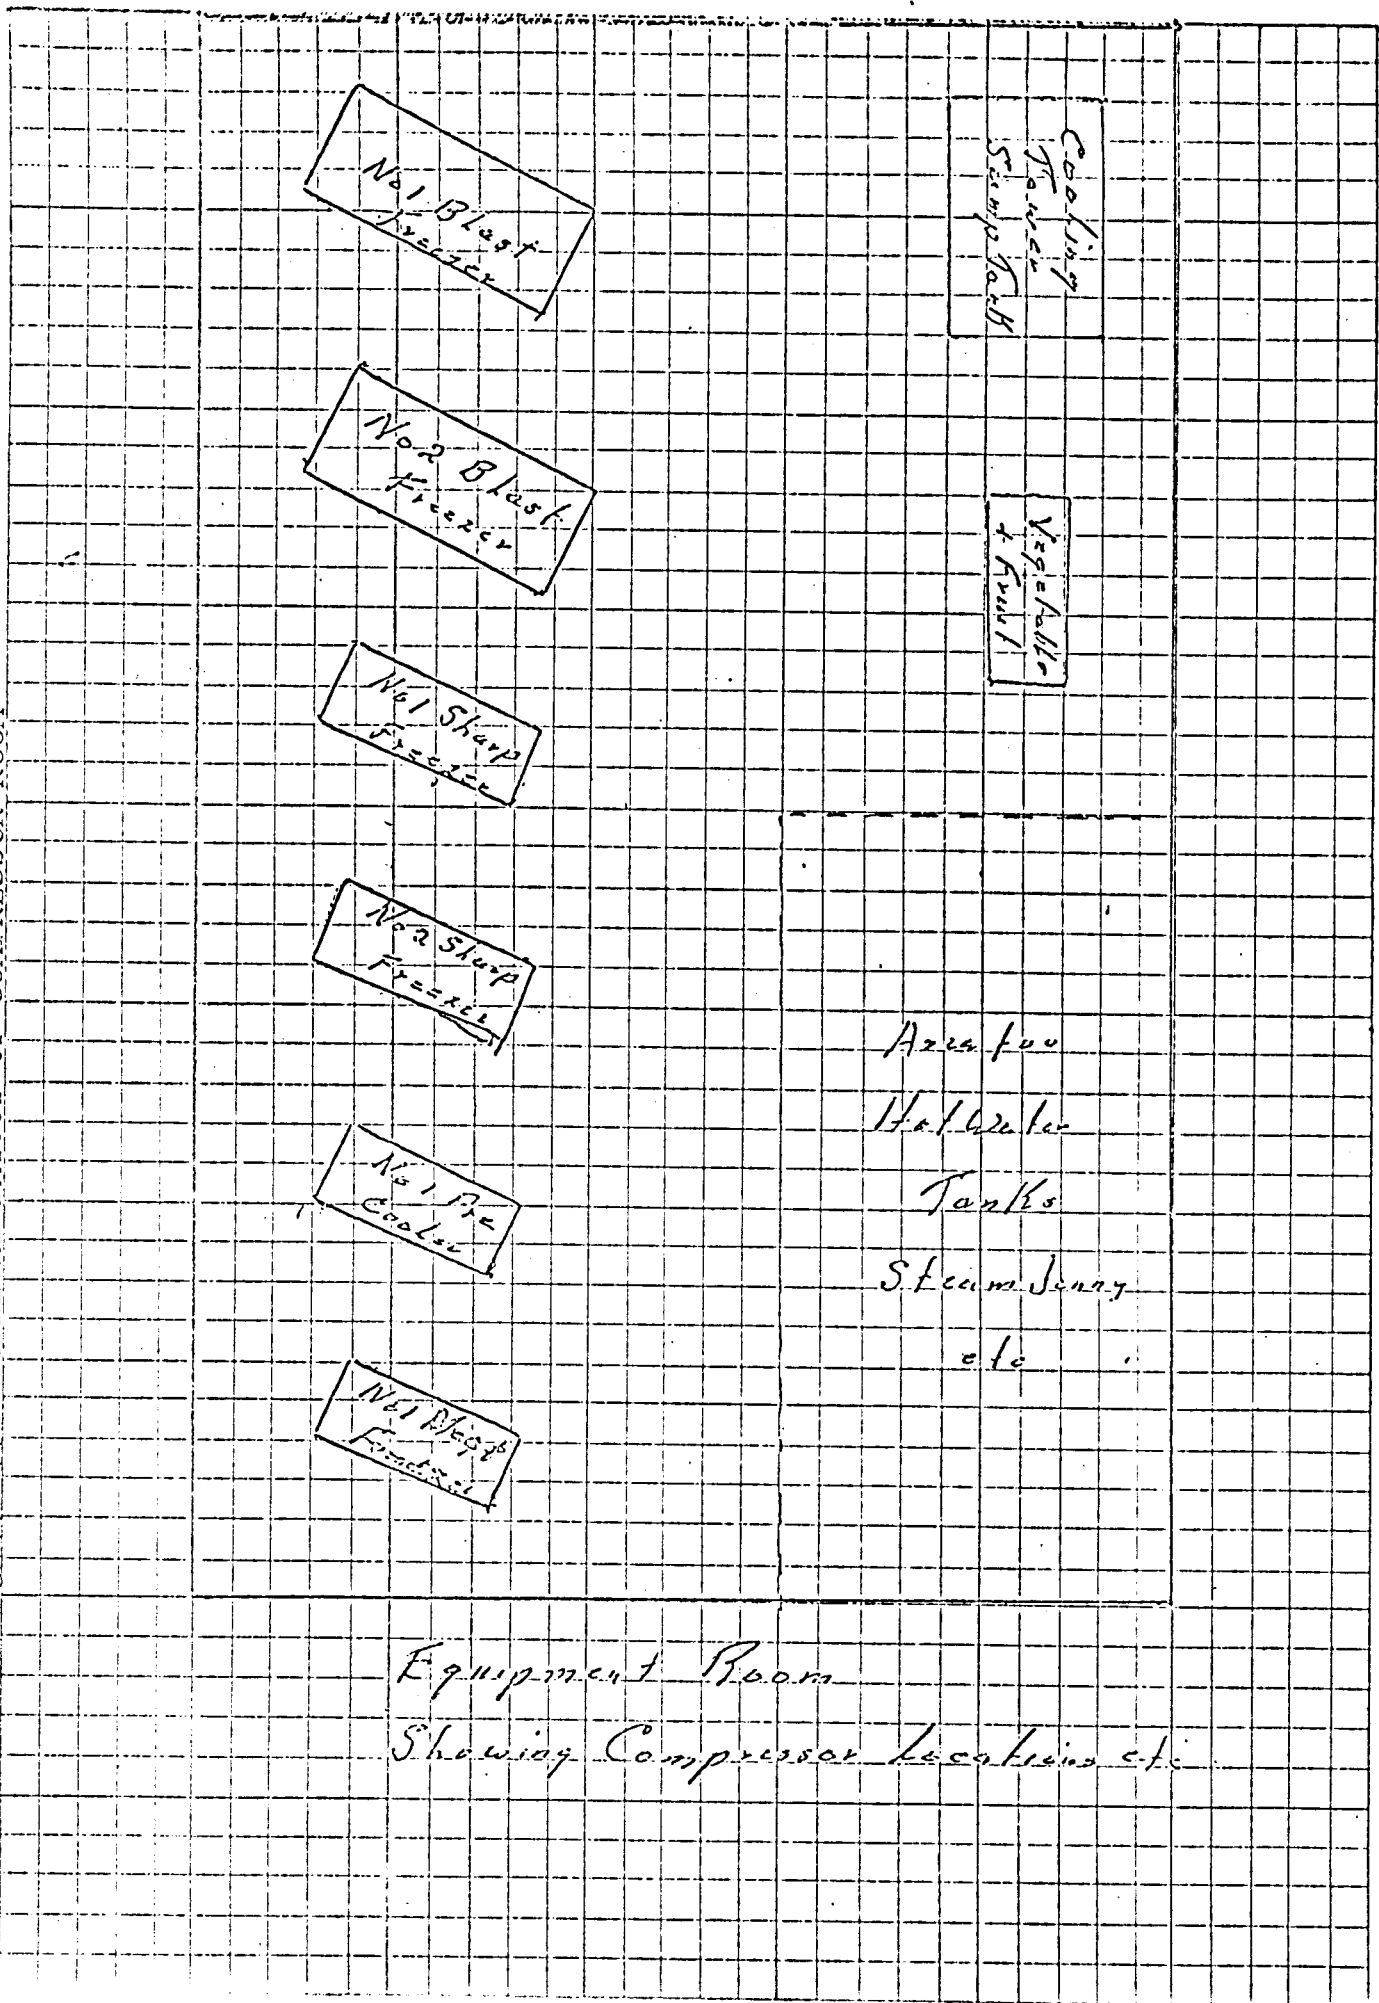 No 1 Blast
Freezer
No 2 Blast
Freezer
No 1 Sharp
Freezer
No 2 Sharp
Freezer
No 1 Pre
Cooler
No 1
Cooling
Tower
Sump Tank
Vegetable
+ Fruit
Area for
Hot Water
Tanks
Steam Jenny
etc
Equipment Room
Showing Compressor Locations etc